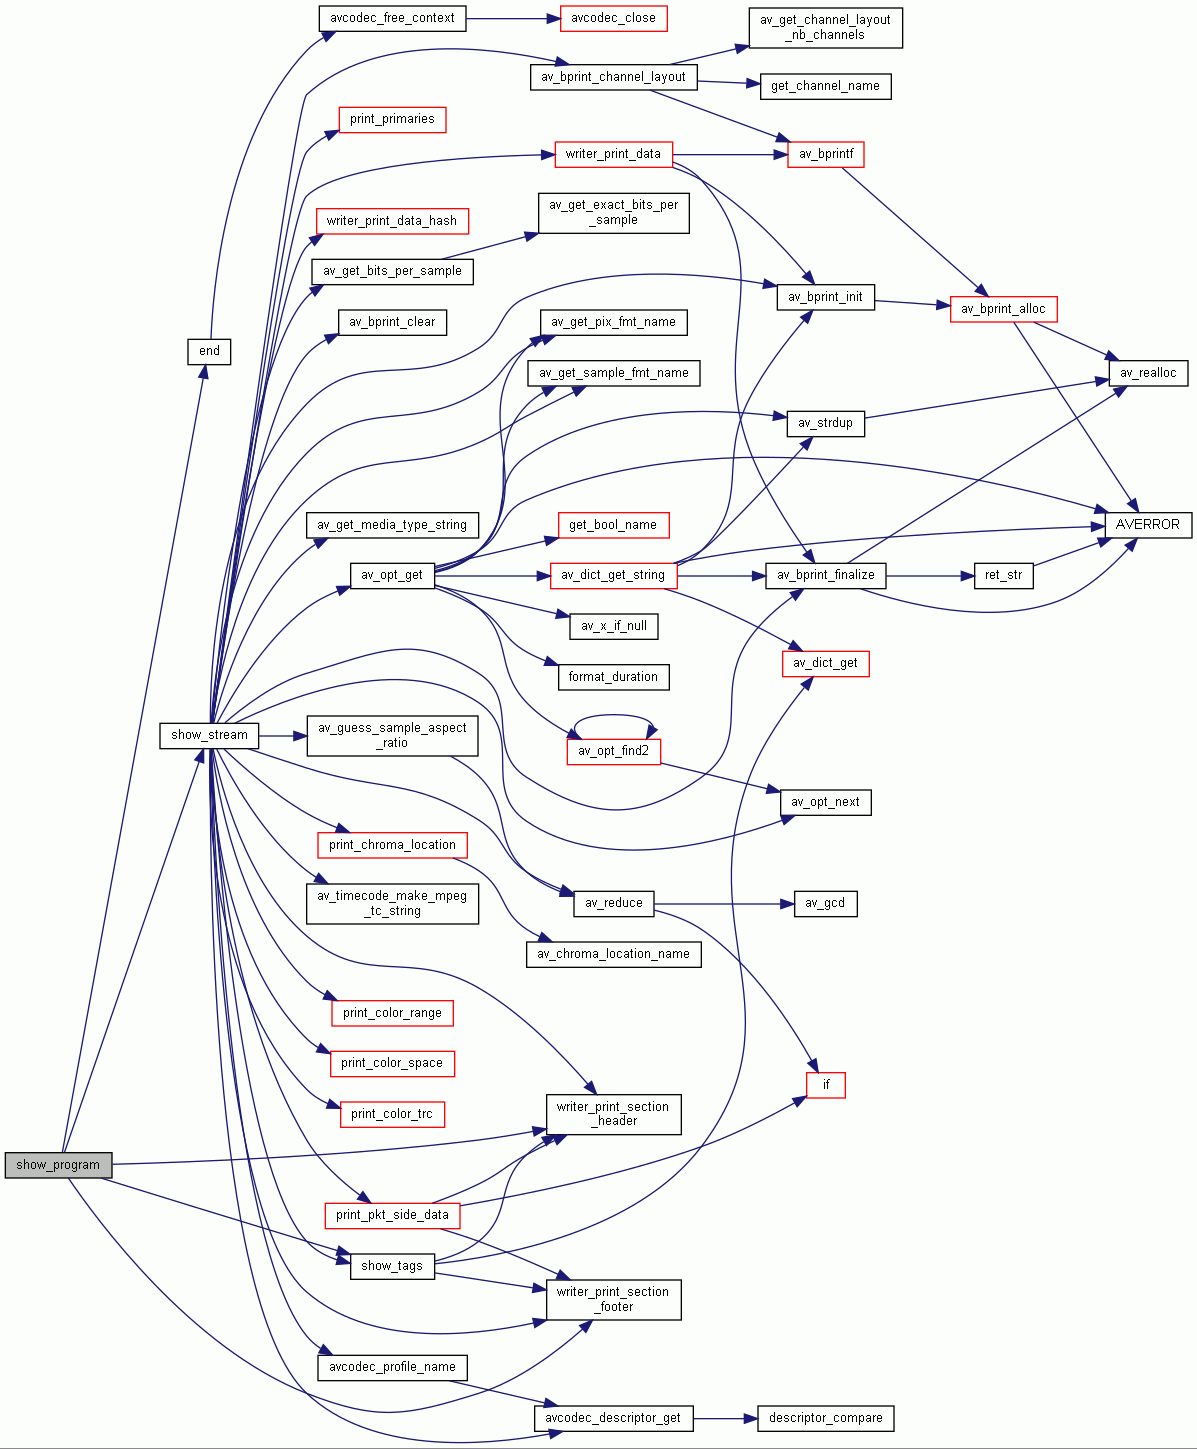 avcodec_free_context
avcodec_close
av_get_channel_layout
_nb_channels
av_bprint_channel_layout
get_channel_name
print_primaries
writer_print_data
av_bprintf
av_get_exact_bits_per
_sample
writer_print_data_hash
av_get_bits_per_sample
av_bprint_init
av_bprint_alloc
av_bprint_clear
av_get_pix_fmt_name
end
av_get_sample_fmt_name
av_realloc
av_strdup
av_get_media_type_string
get_bool_name
AVERROR
av_opt_get
av_dict_get_string
av_bprint_finalize
ret_str
av_x_if_null
av_dict_get
format_duration
show_stream
av_guess_sample_aspect
_ratio
av_opt_find2
av_opt_next
print_chroma_location
av_timecode_make_mpeg
_tc_string
av_reduce
av_gcd
av_chroma_location_name
print_color_range
print_color_space
if
print_color_trc
writer_print_section
_header
show_program
print_pkt_side_data
show_tags
writer_print_section
_footer
avcodec_profile_name
avcodec_descriptor_get
descriptor_compare